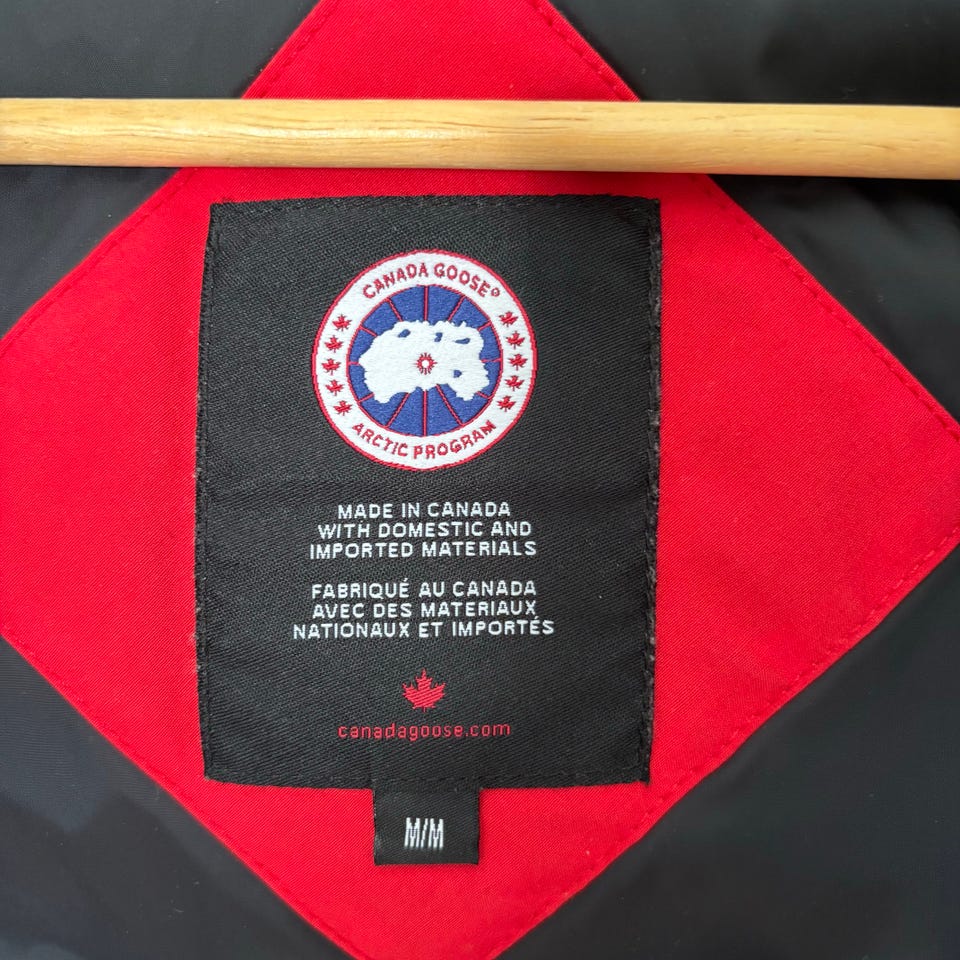 CANADA GOOSE®
ARCTIC PROGRAM
MADE IN CANADA
WITH DOMESTIC AND
IMPORTED MATERIALS
FABRIQUÉ AU CANADA
AVEC DES MATERIAUX
NATIONAUX ET IMPORTÉS
canadagoose.com
M/M